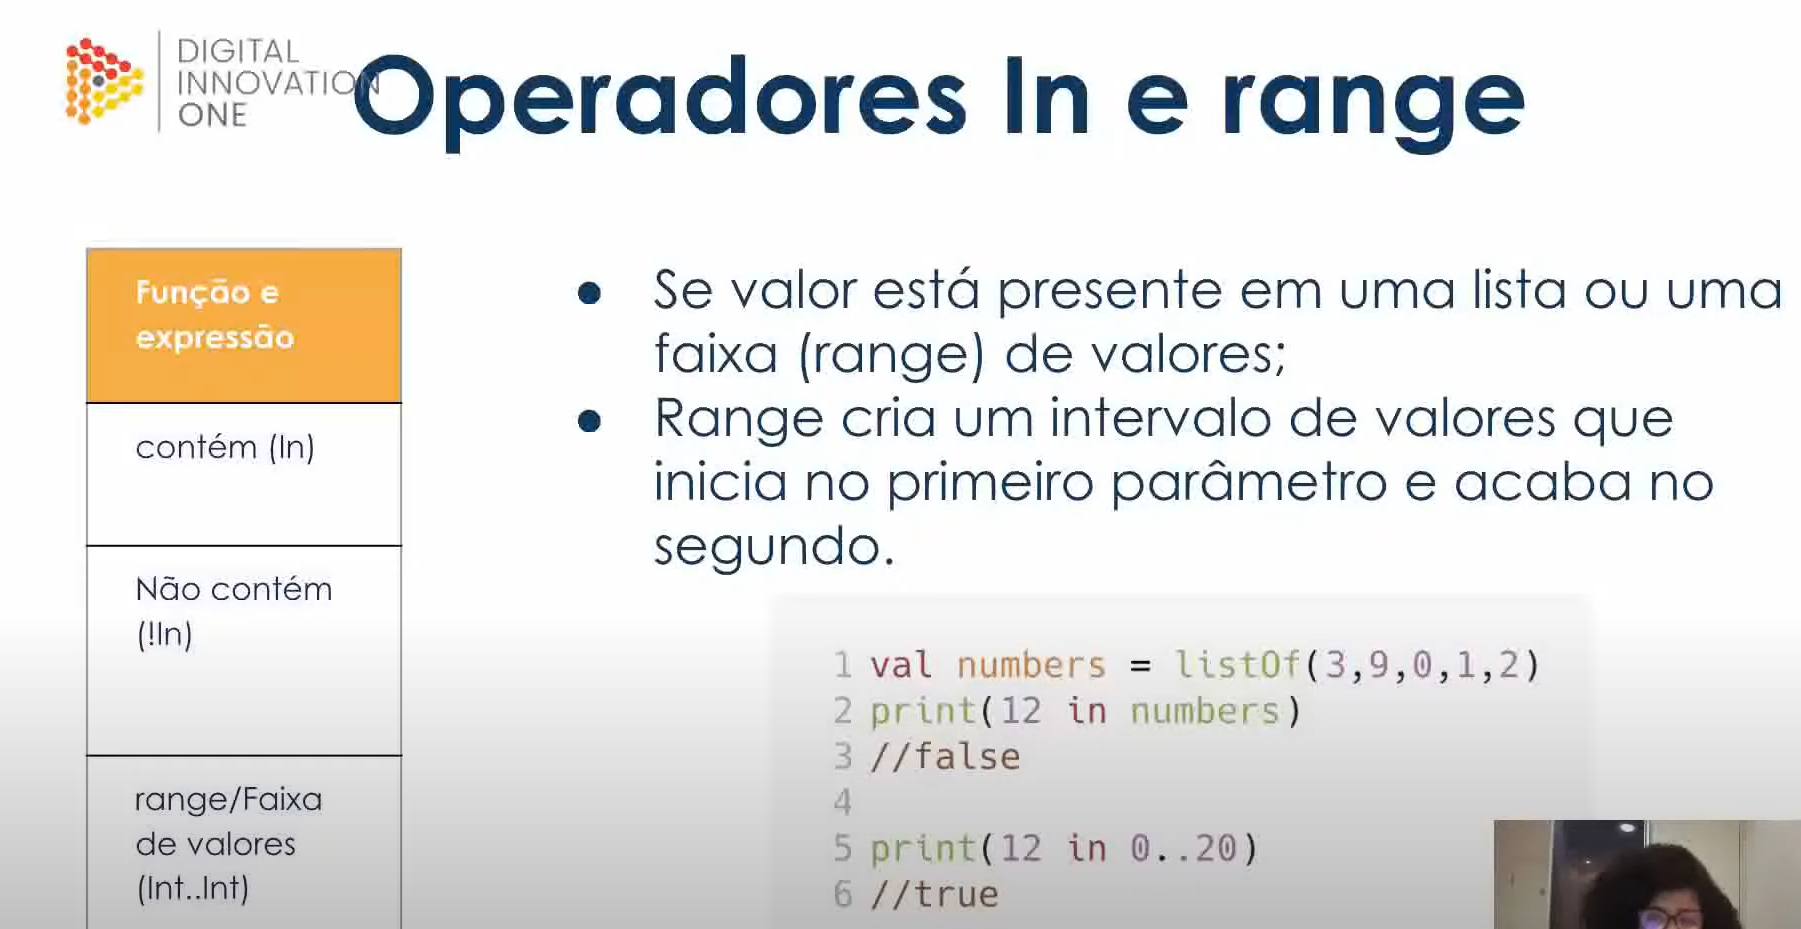 DIGITAL
INNOVATION
ONE
Operadores In e range
Função e
expressão
contém (In)
Não contém
(!In)
range/Faixa
de valores
(Int..Int)
● Se valor está presente em uma lista ou uma
faixa (range) de valores;
● Range cria um intervalo de valores que
inicia no primeiro parâmetro e acaba no
segundo.
1 val numbers = listOf(3,9,0,1,2)
2 print(12 in numbers)
3 //false
4
5 print(12 in 0..20)
6 //true